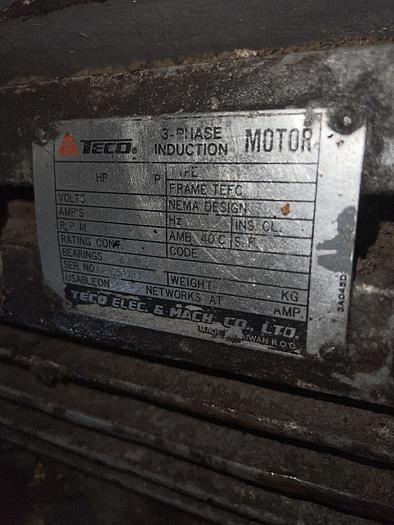 TECO® 3-PHASE INDUCTION MOTOR
HP P TYPE
FRAME TEFC
VOLTS NEMA DESIGN
AMP'S Hz INS. CL.
R.P.M. AMB. 40 C S.F.
RATING CONT. CODE
BEARINGS
SER NO. WEIGHT KG
USABLE ON NETWORKS AT AMP.
TECO ELEC. & MACH. CO., LTD.
MADE TAIWAN R.O.C.
3A045D